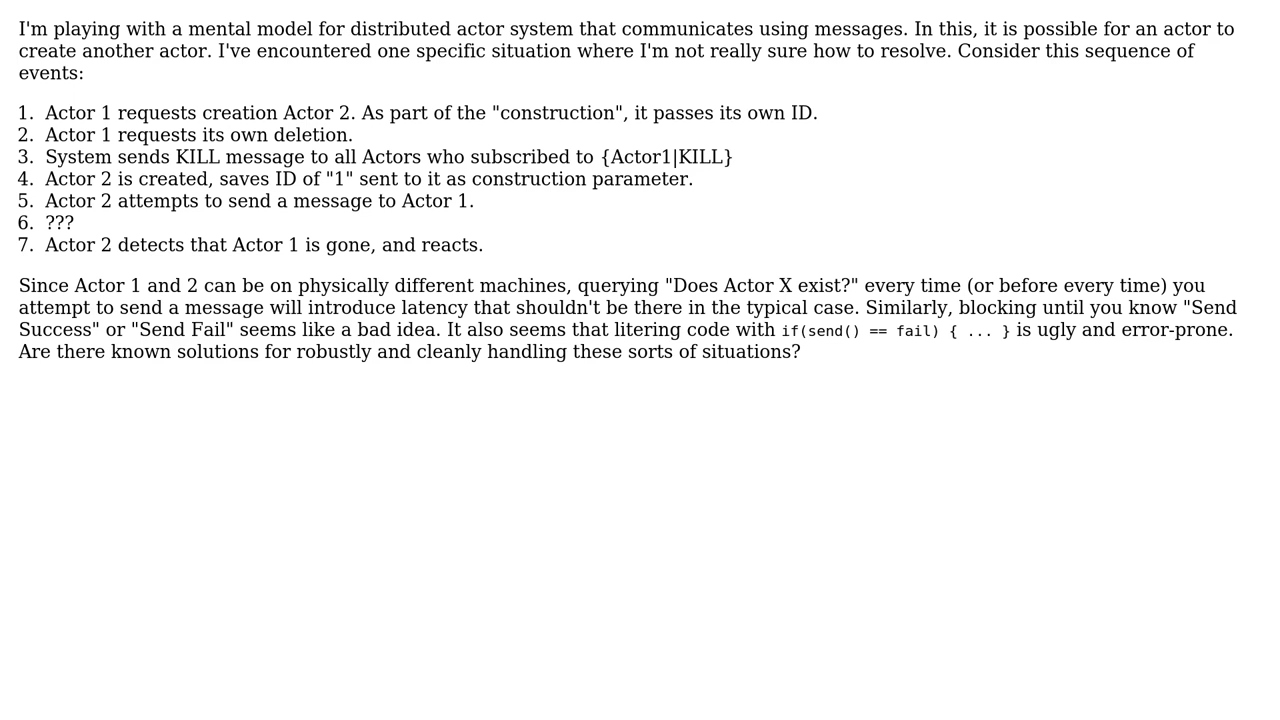 I'm playing with a mental model for distributed actor system that communicates using messages. In this, it is possible for an actor to
create another actor. I've encountered one specific situation where I'm not really sure how to resolve. Consider this sequence of
events:
1. Actor 1 requests creation Actor 2. As part of the "construction", it passes its own ID.
2. Actor 1 requests its own deletion.
3. System sends KILL message to all Actors who subscribed to {Actor1|KILL}
4. Actor 2 is created, saves ID of "1" sent to it as construction parameter.
5. Actor 2 attempts to send a message to Actor 1.
6. ???
7. Actor 2 detects that Actor 1 is gone, and reacts.
Since Actor 1 and 2 can be on physically different machines, querying "Does Actor X exist?" every time (or before every time) you
attempt to send a message will introduce latency that shouldn't be there in the typical case. Similarly, blocking until you know "Send
Success" or "Send Fail" seems like a bad idea. It also seems that litering code with if(send() == fail) { ... } is ugly and error-prone.
Are there known solutions for robustly and cleanly handling these sorts of situations?